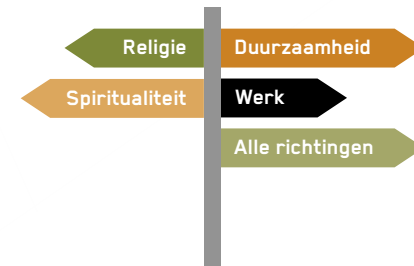 Religie
Duurzaamheid
Spiritualiteit
Werk
Alle richtingen